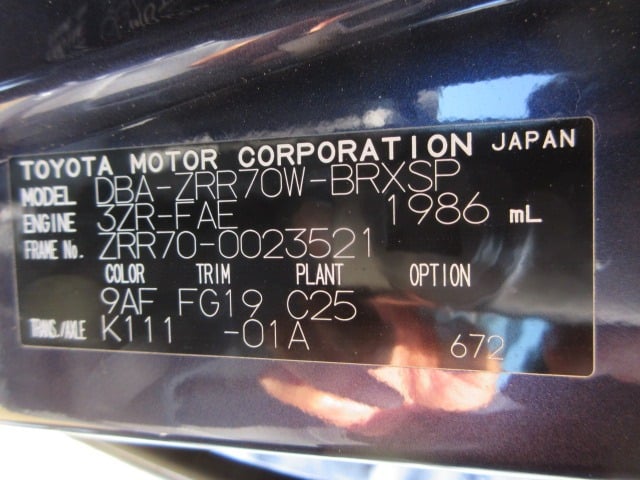 TOYOTA MOTOR CORPORATION JAPAN
MODEL DBA-ZRR70W-BRXSP
ENGINE 3ZR-FAE 1986 mL
FRAME No. ZRR70-0023521
COLOR TRIM PLANT OPTION
9AF FG19 C25
TRANS./AXLE K111 -01A 672